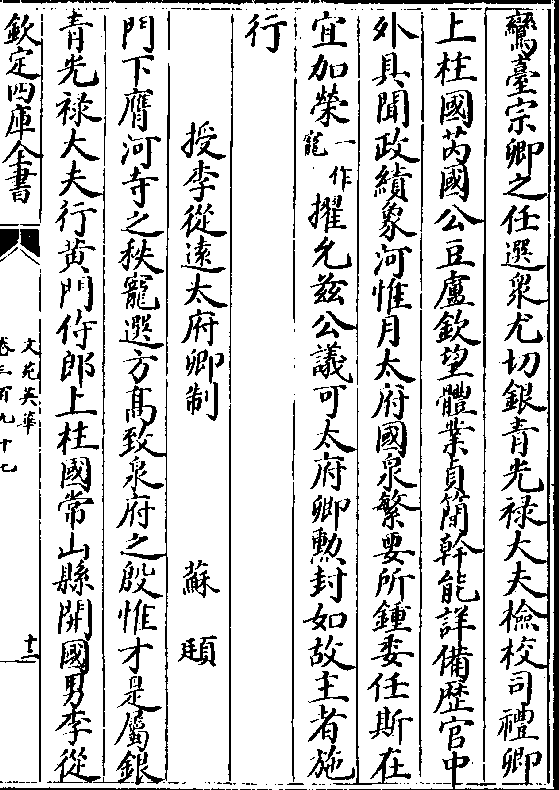 鸞臺宗卿之任選衆尤切銀青光禄大夫檢校司禮卿
上柱國芮國公豆盧欽望體業貞簡幹能詳備歴官中
外具聞政績象河惟月太府國泉繁要所鍾委任斯在
宜加榮一作寵擢允兹公議可太府卿勲封如故主者施
行
授李從逺太府卿制 蘇頲
門下膺河寺之秩寵選方髙致泉府之殷惟才是屬銀
青光禄大夫行黄門侍郎上柱國常山縣開國男李從
欽定四庫全書
文苑英華
卷三百九十七
十二